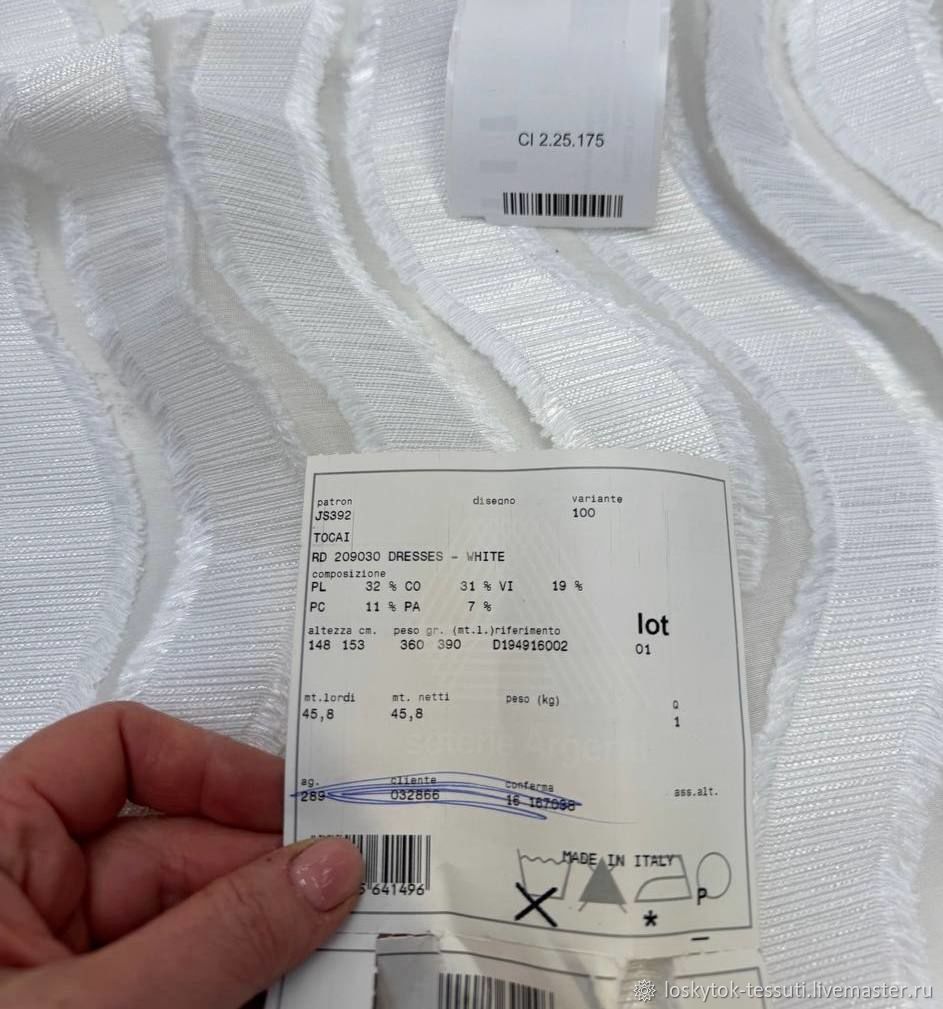 CI 2.25.175
patron disegno variante
JS392 100
TOCAI
RD 209030 DRESSES - WHITE
composizione
PL 32 % CO 31 % VI 19 %
PC 11 % PA 7 %
altezza cm. peso gr. (mt.l.) riferimento lot
148 153 360 390 D194916002 01
mt.lordi mt. netti peso (kg) Q
45,8 45,8 1
ag. cliente conferma ass.alt.
289 032866 16 167098
MADE IN ITALY
5 641496
P
*
loskytok-tessuti.livemaster.ru